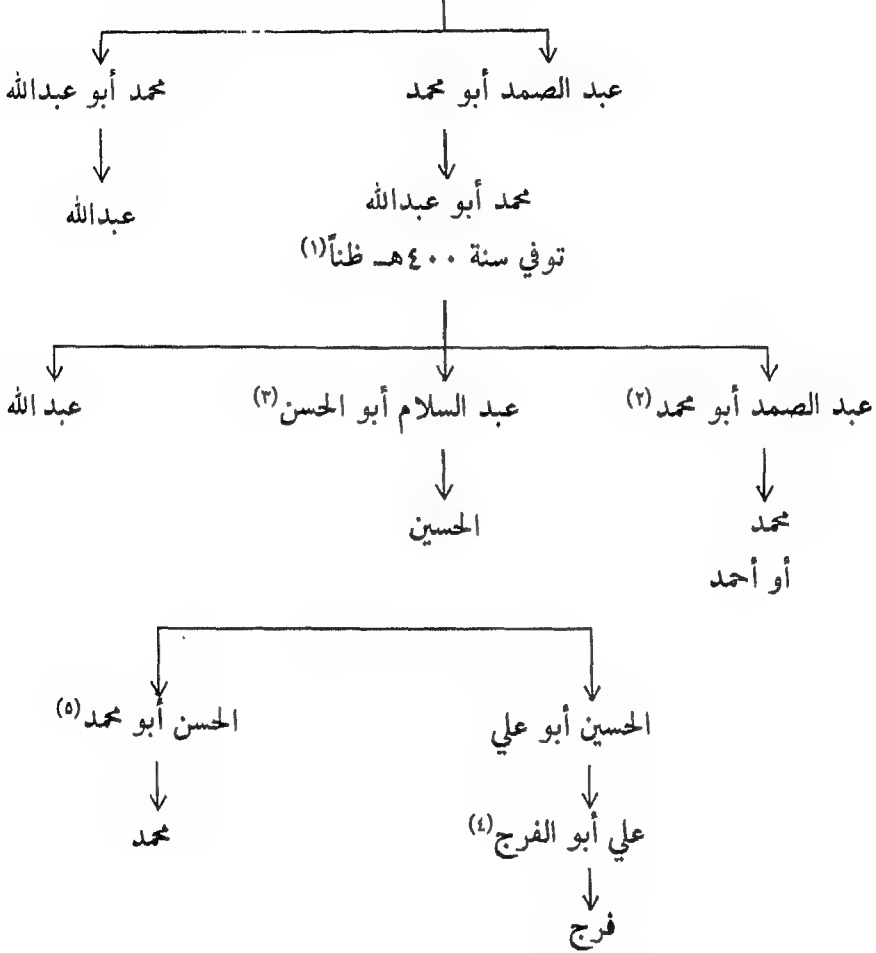 عبد الصمد أبو محمد
محمد أبو عبدالله
محمد أبو عبدالله
عبدالله
توفي سنة ٤٠٠هـ ظناً(١)
عبد الصمد أبو محمد(٢)
عبد السلام أبو الحسن(٣)
عبد الله
محمد
الحسين
أو أحمد
الحسين أبو علي
الحسن أبو محمد(٥)
علي أبو الفرج(٤)
محمد
فرج